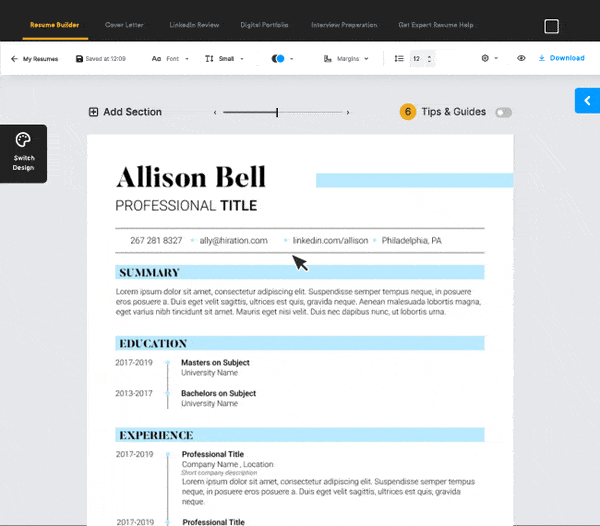 Resume Builder Cover Letter LinkedIn Review Digital Portfolio Interview Preparation Get Expert Resume Help
My Resumes Saved at 12:09 Aa Font Small Margins 12 Download
Add Section 6 Tips & Guides
Switch
Design
Allison Bell
PROFESSIONAL TITLE
267 281 8327 ally@hiration.com linkedin.com/allison Philadelphia, PA
SUMMARY
Lorem ipsum dolor sit amet, consectetur adipiscing elit. Suspendisse semper tempus neque, in posuere
eros posuere a. Duis eget velit sagittis, ultrices est quis, gravida neque. Aenean malesuada lobortis magna,
eget varius nibh tincidunt sit amet. Mauris eget nisi velit. Duis nec dapibus nunc, ut lobortis urna.
EDUCATION
2017-2019 Masters on Subject
University Name
2013-2017 Bachelors on Subject
University Name
EXPERIENCE
2017-2019 Professional Title
Company Name , Location
Short company description
Lorem ipsum dolor sit amet, consectetur adipiscing elit. Suspendisse semper tempus
neque, in posuere eros posuere a. Duis eget velit sagittis, ultrices est quis, gravida
neque.
2017-2019 Professional Title